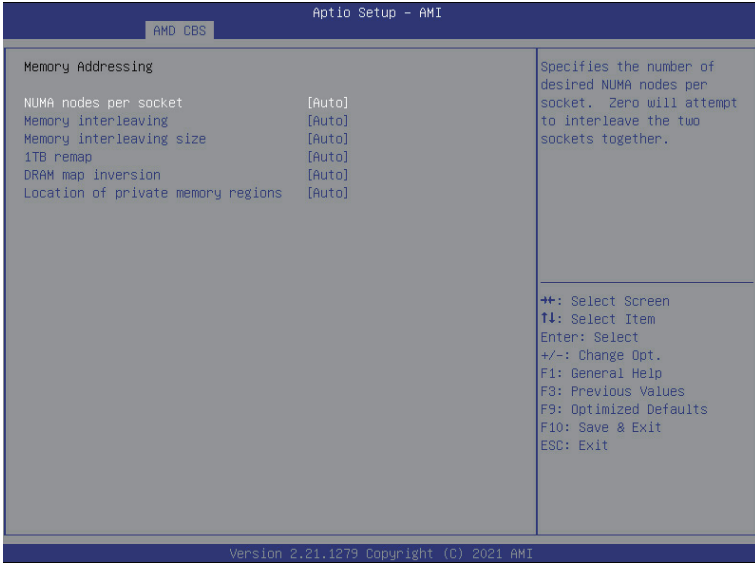 Aptio Setup – AMI
AMD CBS
Memory Addressing
NUMA nodes per socket [Auto]
Memory interleaving [Auto]
Memory interleaving size [Auto]
1TB remap [Auto]
DRAM map inversion [Auto]
Location of private memory regions [Auto]
Specifies the number of
desired NUMA nodes per
socket.  Zero will attempt
to interleave the two
sockets together.
→←: Select Screen
↑↓: Select Item
Enter: Select
+/-: Change Opt.
F1: General Help
F3: Previous Values
F9: Optimized Defaults
F10: Save & Exit
ESC: Exit
Version 2.21.1279 Copyright (C) 2021 AMI